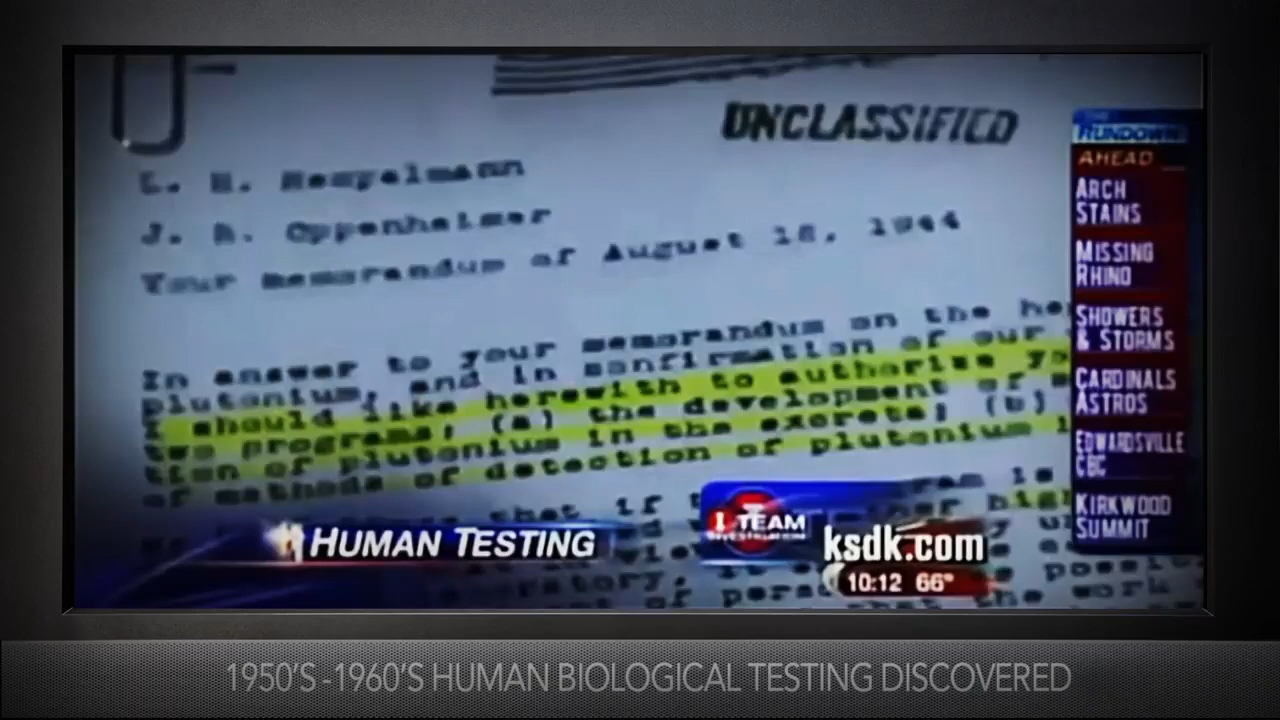 UNCLASSIFIED
L. H. Hempelmann
J. R. Oppenheimer
Your memorandum of August 16, 1944
In answer to your memorandum on the
plutonium, and in confirmation of our
I should like herewith to authorize
two programs: (a) the development of
tion of plutonium in the excreta; (b)
of methods of detection of plutonium
that if
RUNDOWN
AHEAD
ARCH
STAINS
MISSING
RHINO
SHOWERS
& STORMS
CARDINALS
ASTROS
EDWARDSVILLE
CBC
KIRKWOOD
SUMMIT
HUMAN TESTING
I-TEAM
INVESTIGATION
ksdk.com
10:12 66°
1950'S -1960'S HUMAN BIOLOGICAL TESTING DISCOVERED